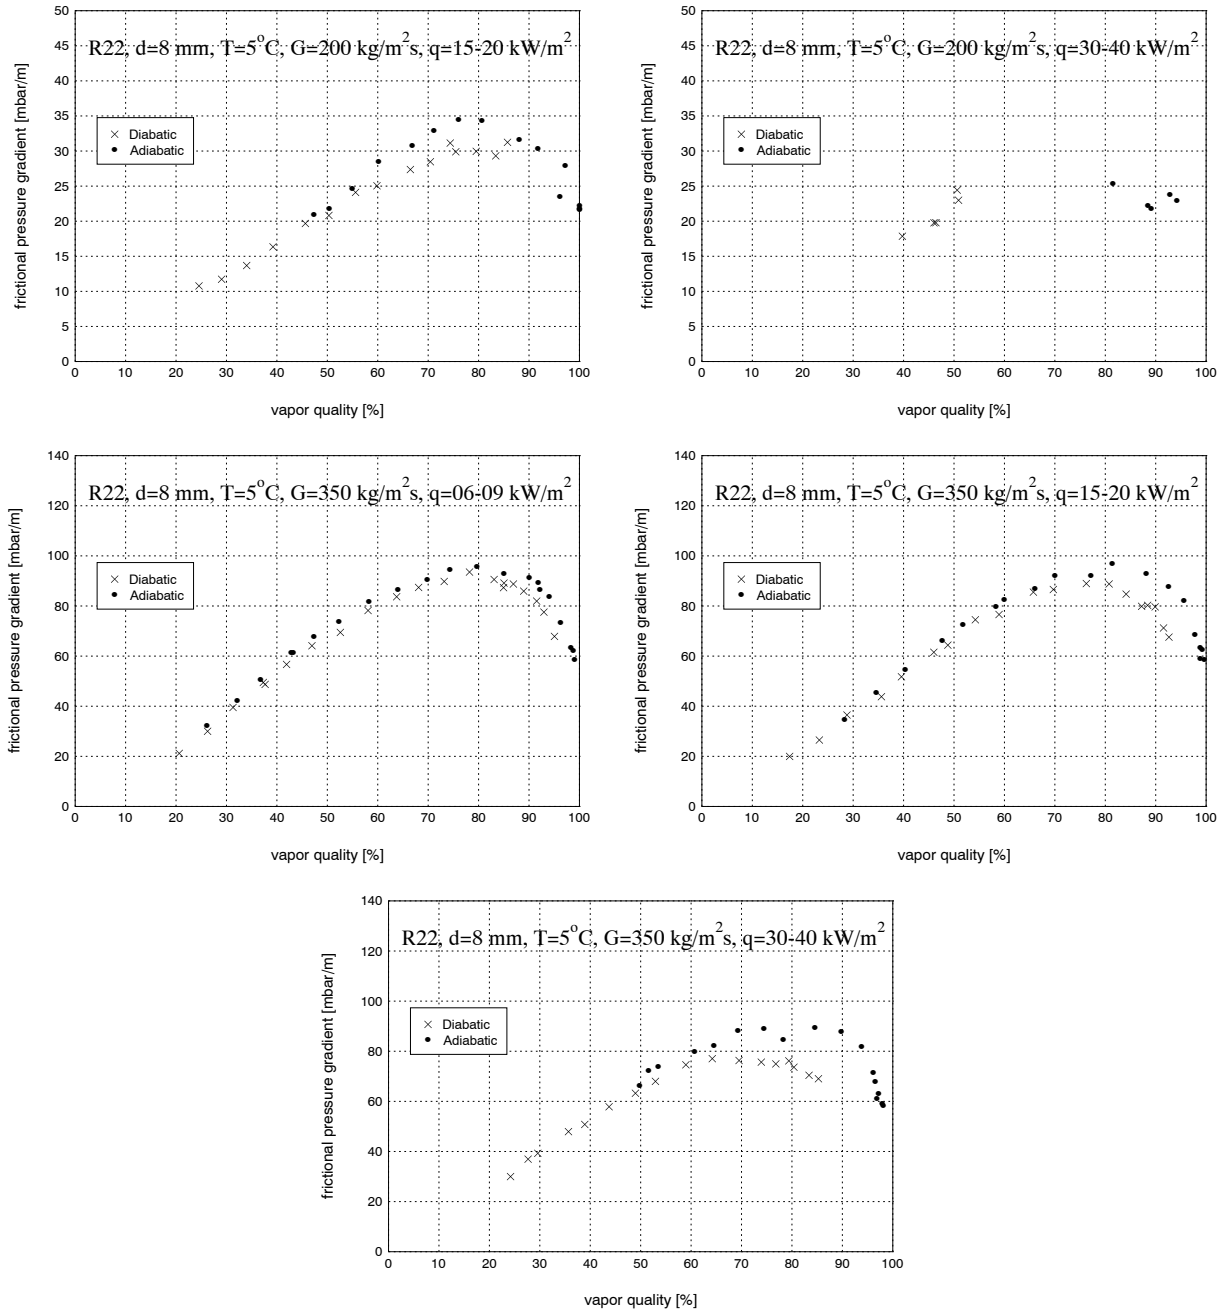 R22, d=8 mm, T=5°C, G=200 kg/m²s, q=15-20 kW/m²
frictional pressure gradient [mbar/m]
50
45
40
35
30
25
20
15
10
5
0
× Diabatic
• Adiabatic
0 10 20 30 40 50 60 70 80 90 100
vapor quality [%]
R22, d=8 mm, T=5°C, G=200 kg/m²s, q=30-40 kW/m²
frictional pressure gradient [mbar/m]
50
45
40
35
30
25
20
15
10
5
0
× Diabatic
• Adiabatic
0 10 20 30 40 50 60 70 80 90 100
vapor quality [%]
R22, d=8 mm, T=5°C, G=350 kg/m²s, q=06-09 kW/m²
frictional pressure gradient [mbar/m]
140
120
100
80
60
40
20
0
× Diabatic
• Adiabatic
0 10 20 30 40 50 60 70 80 90 100
vapor quality [%]
R22, d=8 mm, T=5°C, G=350 kg/m²s, q=15-20 kW/m²
frictional pressure gradient [mbar/m]
140
120
100
80
60
40
20
0
× Diabatic
• Adiabatic
0 10 20 30 40 50 60 70 80 90 100
vapor quality [%]
R22, d=8 mm, T=5°C, G=350 kg/m²s, q=30-40 kW/m²
frictional pressure gradient [mbar/m]
140
120
100
80
60
40
20
0
× Diabatic
• Adiabatic
0 10 20 30 40 50 60 70 80 90 100
vapor quality [%]